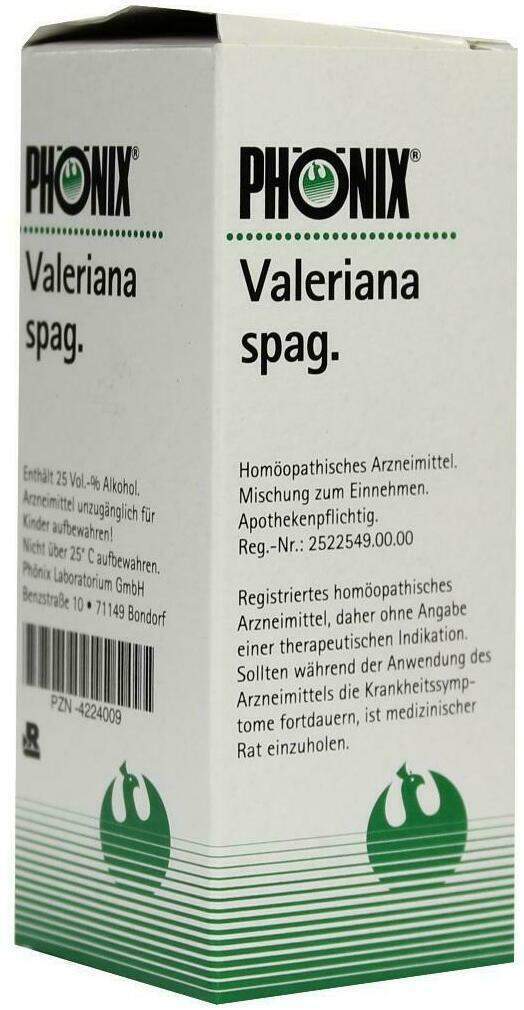 PHÖNIX®
Valeriana
spag.
Enthält 25 Vol.-% Alkohol.
Arzneimittel unzugänglich für
Kinder aufbewahren!
Nicht über 25° C aufbewahren.
Phönix Laboratorium GmbH
Benzstraße 10 • 71149 Bondorf
PZN -4224009
PHÖNIX®
Valeriana
spag.
Homöopathisches Arzneimittel.
Mischung zum Einnehmen.
Apothekenpflichtig.
Reg.-Nr.: 2522549.00.00
Registriertes homöopathisches
Arzneimittel, daher ohne Angabe
einer therapeutischen Indikation.
Sollten während der Anwendung des
Arzneimittels die Krankheitssymp-
tome fortdauern, ist medizinischer
Rat einzuholen.